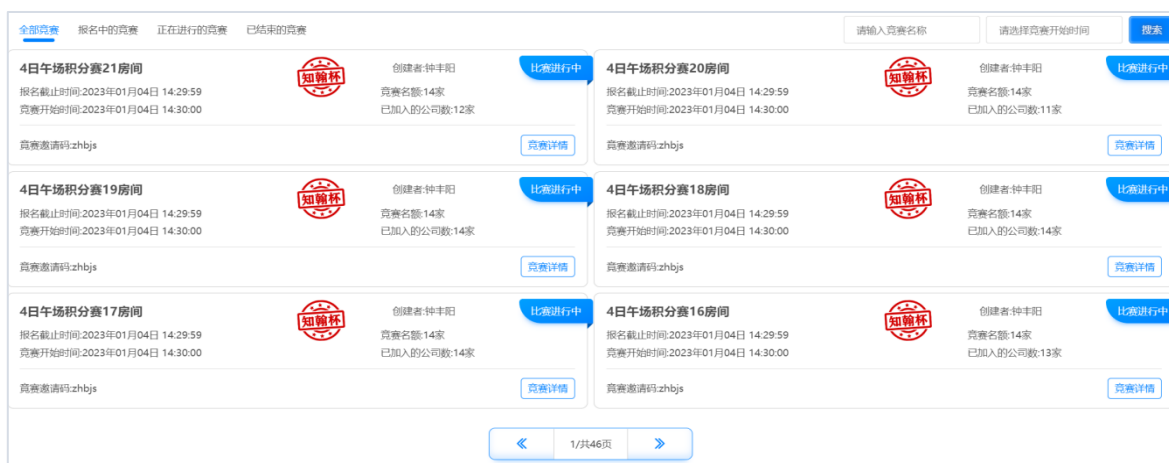 全部竞赛 报名中的竞赛 正在进行的竞赛 已结束的竞赛 请输入竞赛名称 请选择竞赛开始时间 搜索
4日午场积分赛21房间 知翰杯 创建者:钟丰阳 比赛进行中
报名截止时间:2023年01月04日 14:29:59 竞赛名额:14家
竞赛开始时间:2023年01月04日 14:30:00 已加入的公司数:12家
竞赛邀请码:zhbjs 竞赛详情
4日午场积分赛20房间 知翰杯 创建者:钟丰阳 比赛进行中
报名截止时间:2023年01月04日 14:29:59 竞赛名额:14家
竞赛开始时间:2023年01月04日 14:30:00 已加入的公司数:11家
竞赛邀请码:zhbjs 竞赛详情
4日午场积分赛19房间 知翰杯 创建者:钟丰阳 比赛进行中
报名截止时间:2023年01月04日 14:29:59 竞赛名额:14家
竞赛开始时间:2023年01月04日 14:30:00 已加入的公司数:14家
竞赛邀请码:zhbjs 竞赛详情
4日午场积分赛18房间 知翰杯 创建者:钟丰阳 比赛进行中
报名截止时间:2023年01月04日 14:29:59 竞赛名额:14家
竞赛开始时间:2023年01月04日 14:30:00 已加入的公司数:14家
竞赛邀请码:zhbjs 竞赛详情
4日午场积分赛17房间 知翰杯 创建者:钟丰阳 比赛进行中
报名截止时间:2023年01月04日 14:29:59 竞赛名额:14家
竞赛开始时间:2023年01月04日 14:30:00 已加入的公司数:14家
竞赛邀请码:zhbjs 竞赛详情
4日午场积分赛16房间 知翰杯 创建者:钟丰阳 比赛进行中
报名截止时间:2023年01月04日 14:29:59 竞赛名额:14家
竞赛开始时间:2023年01月04日 14:30:00 已加入的公司数:13家
竞赛邀请码:zhbjs 竞赛详情
1/共46页